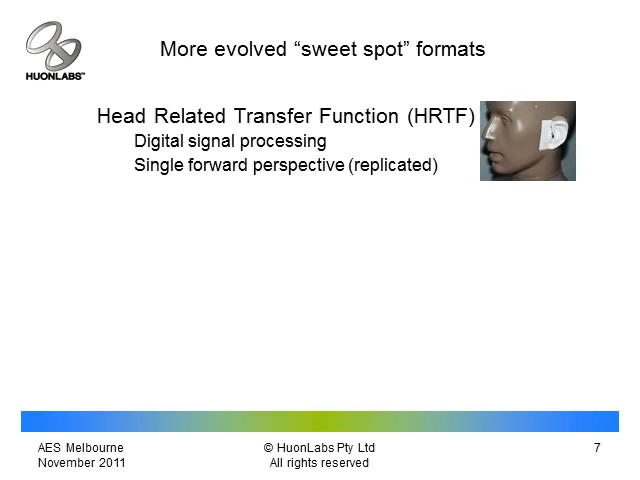 HUONLABS™
More evolved “sweet spot” formats
Head Related Transfer Function (HRTF)
Digital signal processing
Single forward perspective (replicated)
AES Melbourne
November 2011
© HuonLabs Pty Ltd
All rights reserved
7